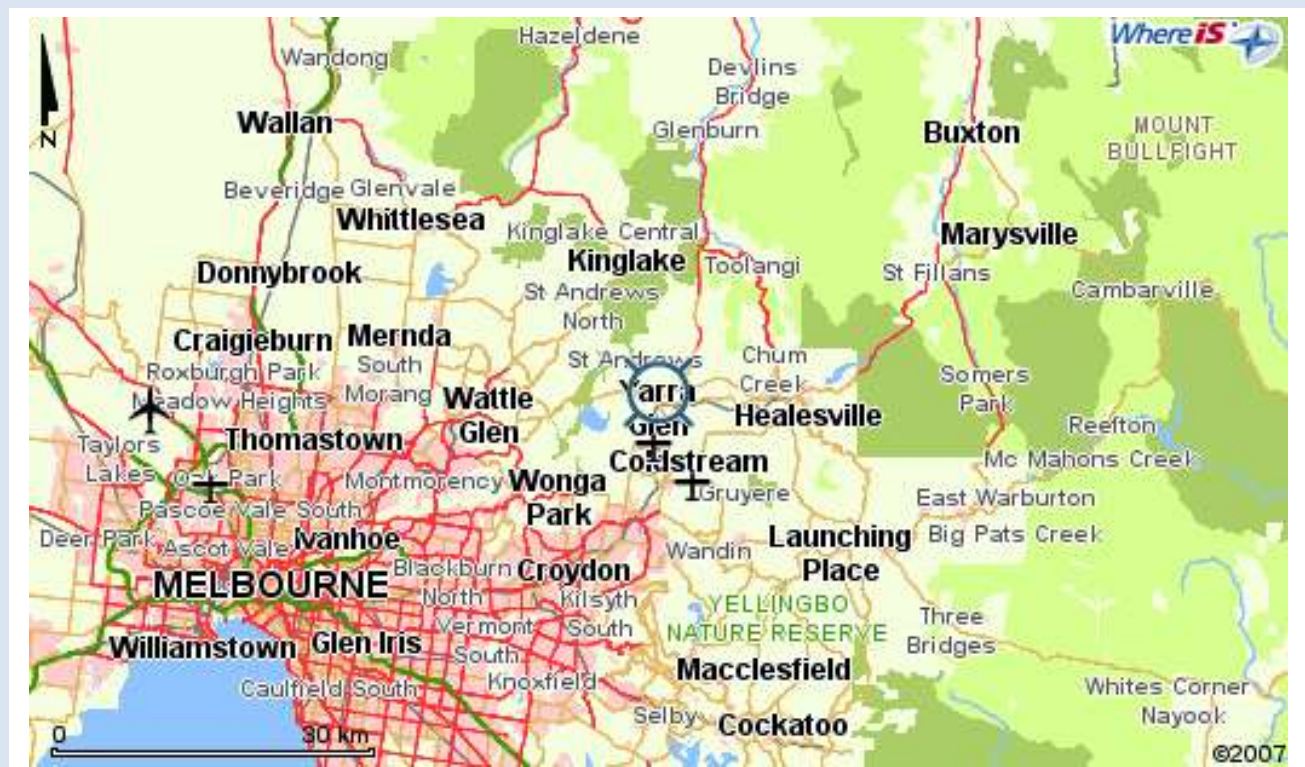 Hazeldene
WhereiS
Wandong
Devlins
Bridge
Wallan
Glenburn
Buxton
MOUNT
BULLFIGHT
N
Beveridge
Glenvale
Whittlesea
Kinglake Central
Marysville
Kinglake
Toolangi
St Fillans
Donnybrook
St Andrews
North
Cambarville
Craigieburn
Mernda
St Andrews
Chum
Creek
Roxburgh Park
South
Morang
Somers
Park
Meadow Heights
Wattle
Glen
Yarra
Glen
Healesville
Taylors
Lakes
Thomastown
Reefton
Coldstream
Mc Mahons Creek
Park
Montmorency
Wonga
Park
Gruyere
East Warburton
Pascoe Vale South
Deer Park
Ascot Vale
Ivanhoe
Wandin
Launching
Place
Big Pats Creek
MELBOURNE
Blackburn
North
Croydon
Kilsyth
South
YELLINGBO
NATURE RESERVE
Three
Bridges
Williamstown
Glen Iris
Vermont
South
Macclesfield
Caulfield South
Knoxfield
Whites Corner
Nayook
Selby
Cockatoo
0
30 km
©2007